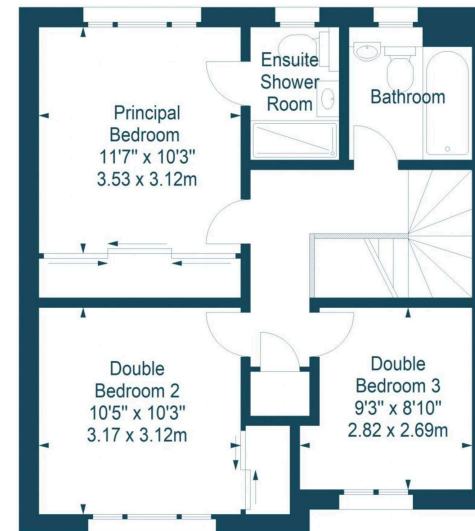 Principal
Bedroom
11'7" x 10'3"
3.53 x 3.12m
Ensuite
Shower
Room
Bathroom
Double
Bedroom 2
10'5" x 10'3"
3.17 x 3.12m
Double
Bedroom 3
9'3" x 8'10"
2.82 x 2.69m